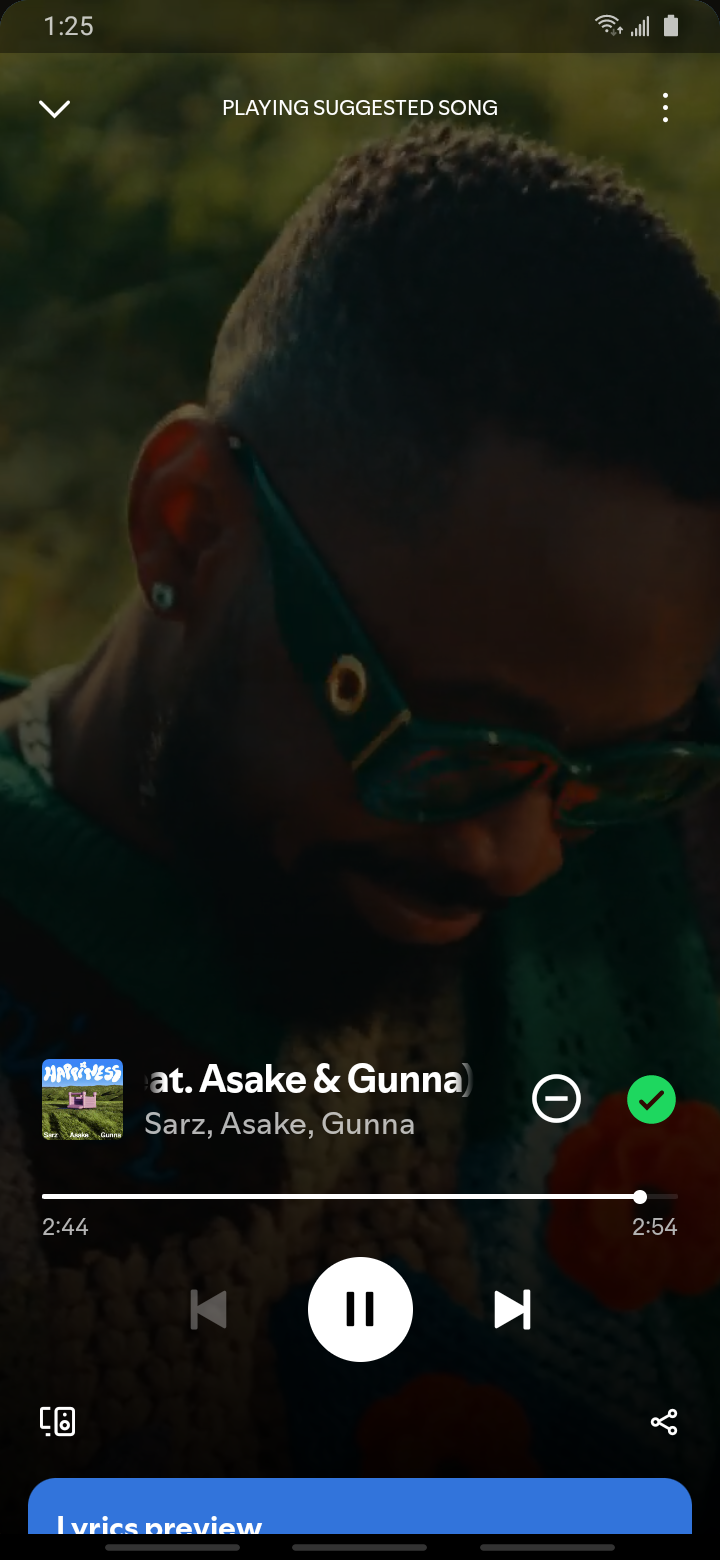 1:25
PLAYING SUGGESTED SONG
HAPPINESS
Sarz Asake Gunna
at. Asake & Gunna)
Sarz, Asake, Gunna
2:44
2:54
Lyrics preview